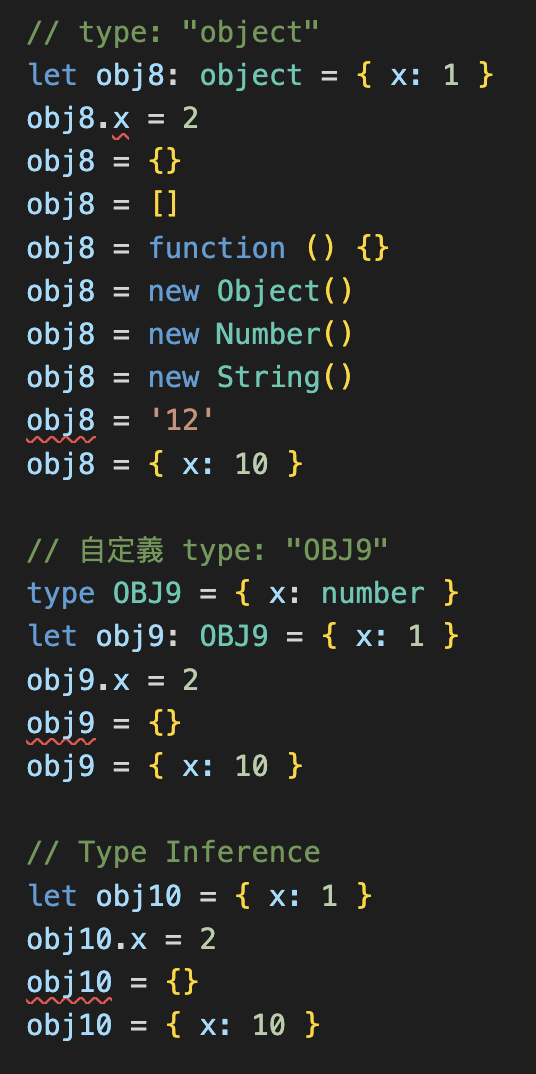 // type: "object"
let obj8: object = { x: 1 }
obj8.x = 2
obj8 = {}
obj8 = []
obj8 = function () {}
obj8 = new Object()
obj8 = new Number()
obj8 = new String()
obj8 = '12'
obj8 = { x: 10 }
// 自定義 type: "OBJ9"
type OBJ9 = { x: number }
let obj9: OBJ9 = { x: 1 }
obj9.x = 2
obj9 = {}
obj9 = { x: 10 }
// Type Inference
let obj10 = { x: 1 }
obj10.x = 2
obj10 = {}
obj10 = { x: 10 }